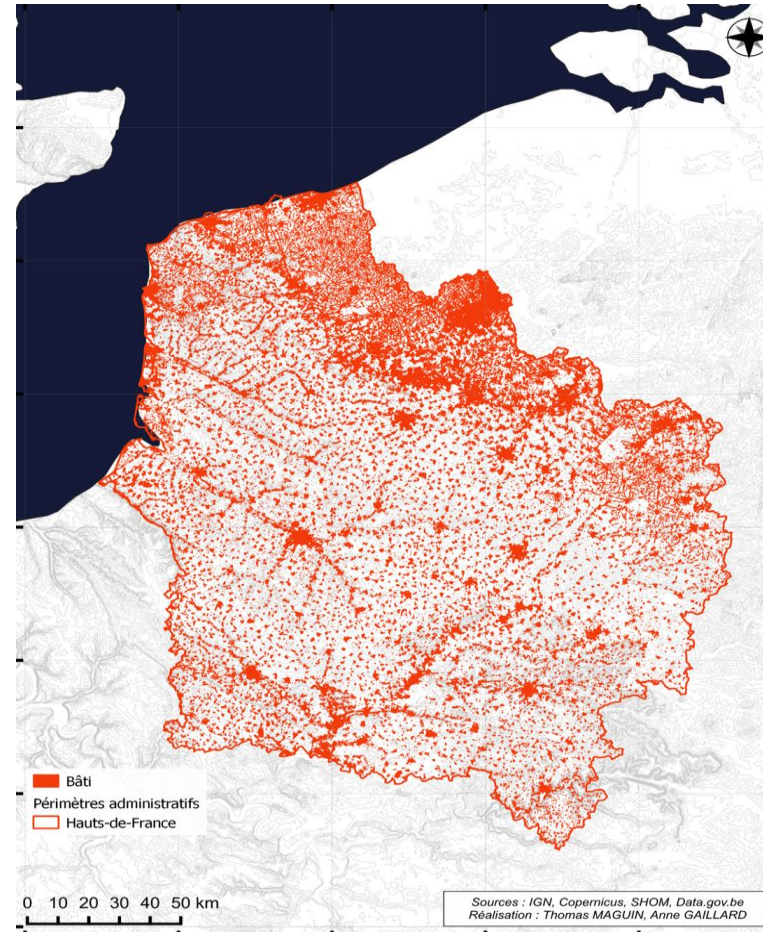 Bâti
Périmètres administratifs
Hauts-de-France
0 10 20 30 40 50 km
Sources : IGN, Copernicus, SHOM, Data.gov.be
Réalisation : Thomas MAGUIN, Anne GAILLARD